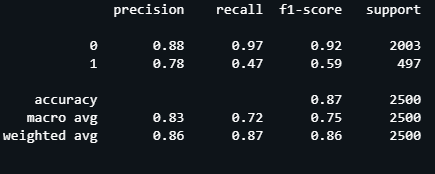 precision recall f1-score support
0 0.88 0.97 0.92 2003
1 0.78 0.47 0.59 497
accuracy 0.87 2500
macro avg 0.83 0.72 0.75 2500
weighted avg 0.86 0.87 0.86 2500